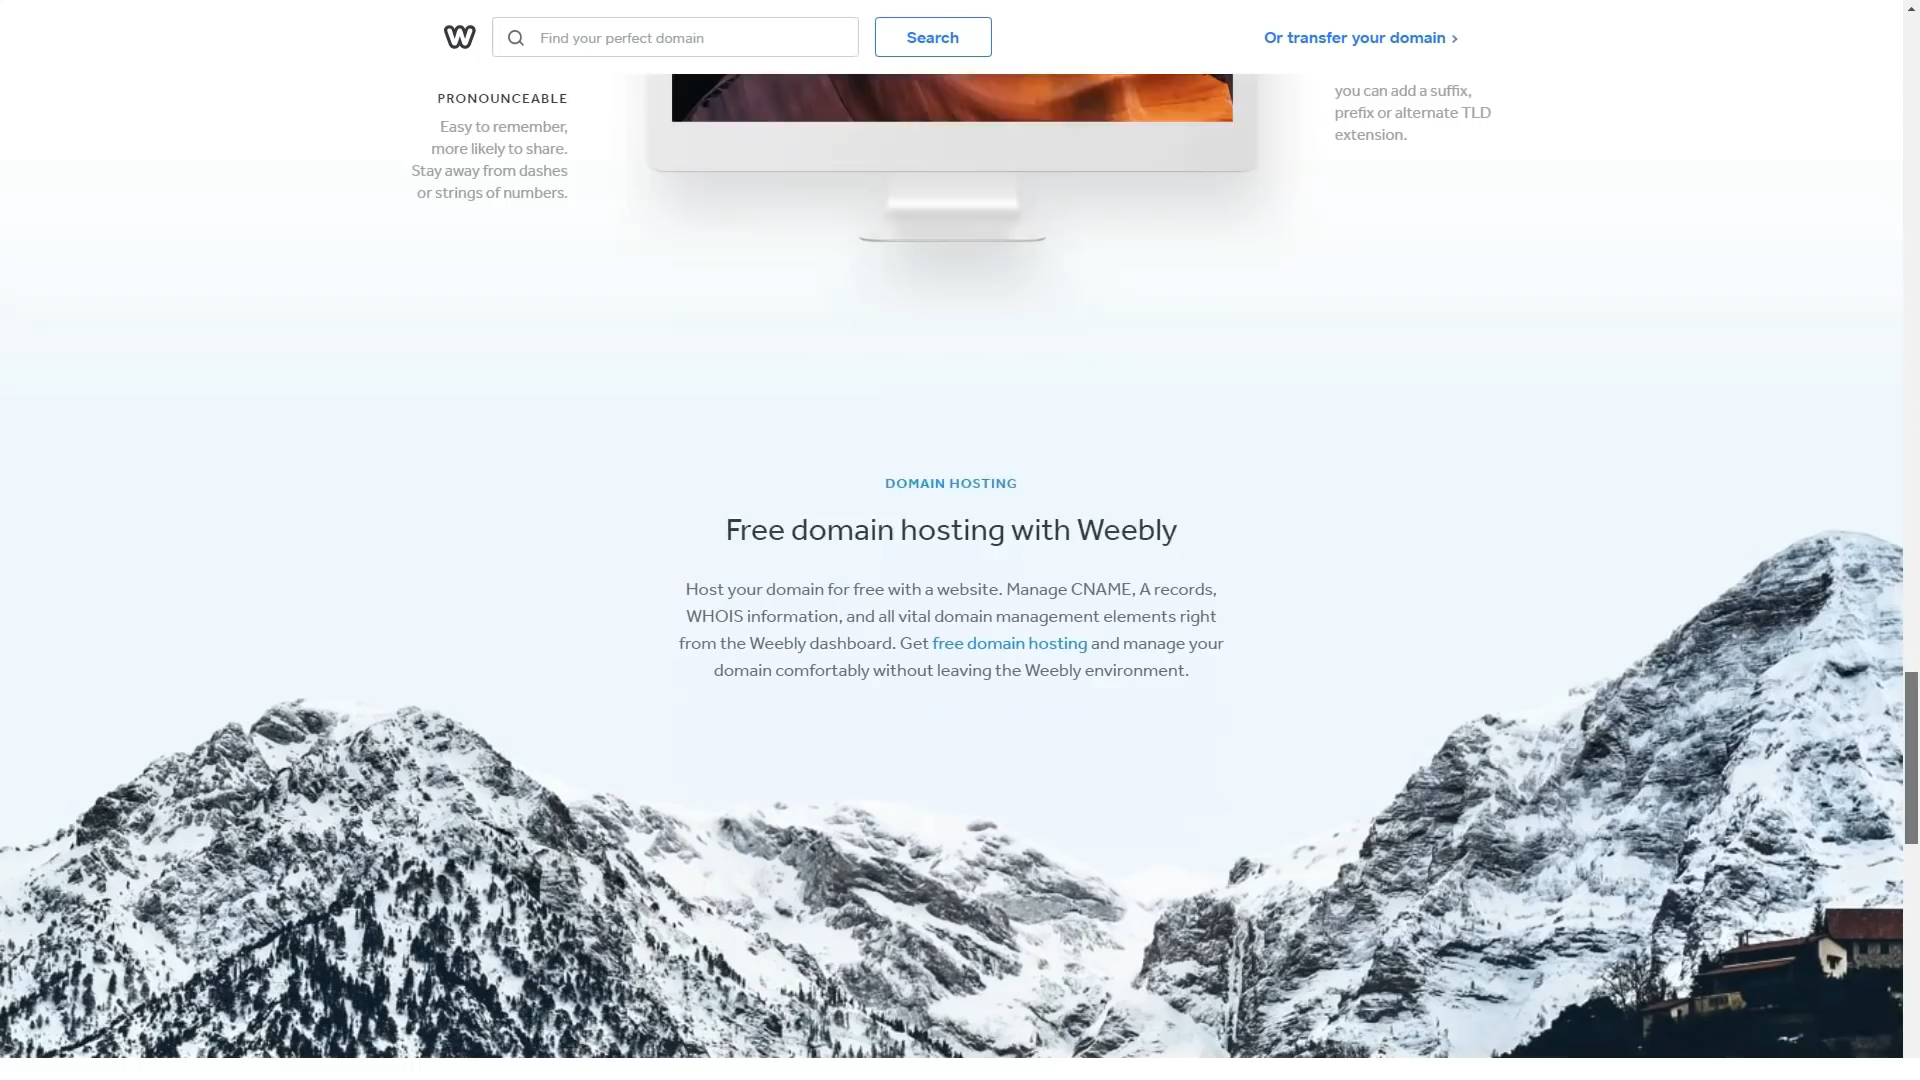 Find your perfect domain
Search
Or transfer your domain ›
PRONOUNCEABLE
Easy to remember,
more likely to share.
Stay away from dashes
or strings of numbers.
you can add a suffix,
prefix or alternate TLD
extension.
DOMAIN HOSTING
Free domain hosting with Weebly
Host your domain for free with a website. Manage CNAME, A records,
WHOIS information, and all vital domain management elements right
from the Weebly dashboard. Get free domain hosting and manage your
domain comfortably without leaving the Weebly environment.